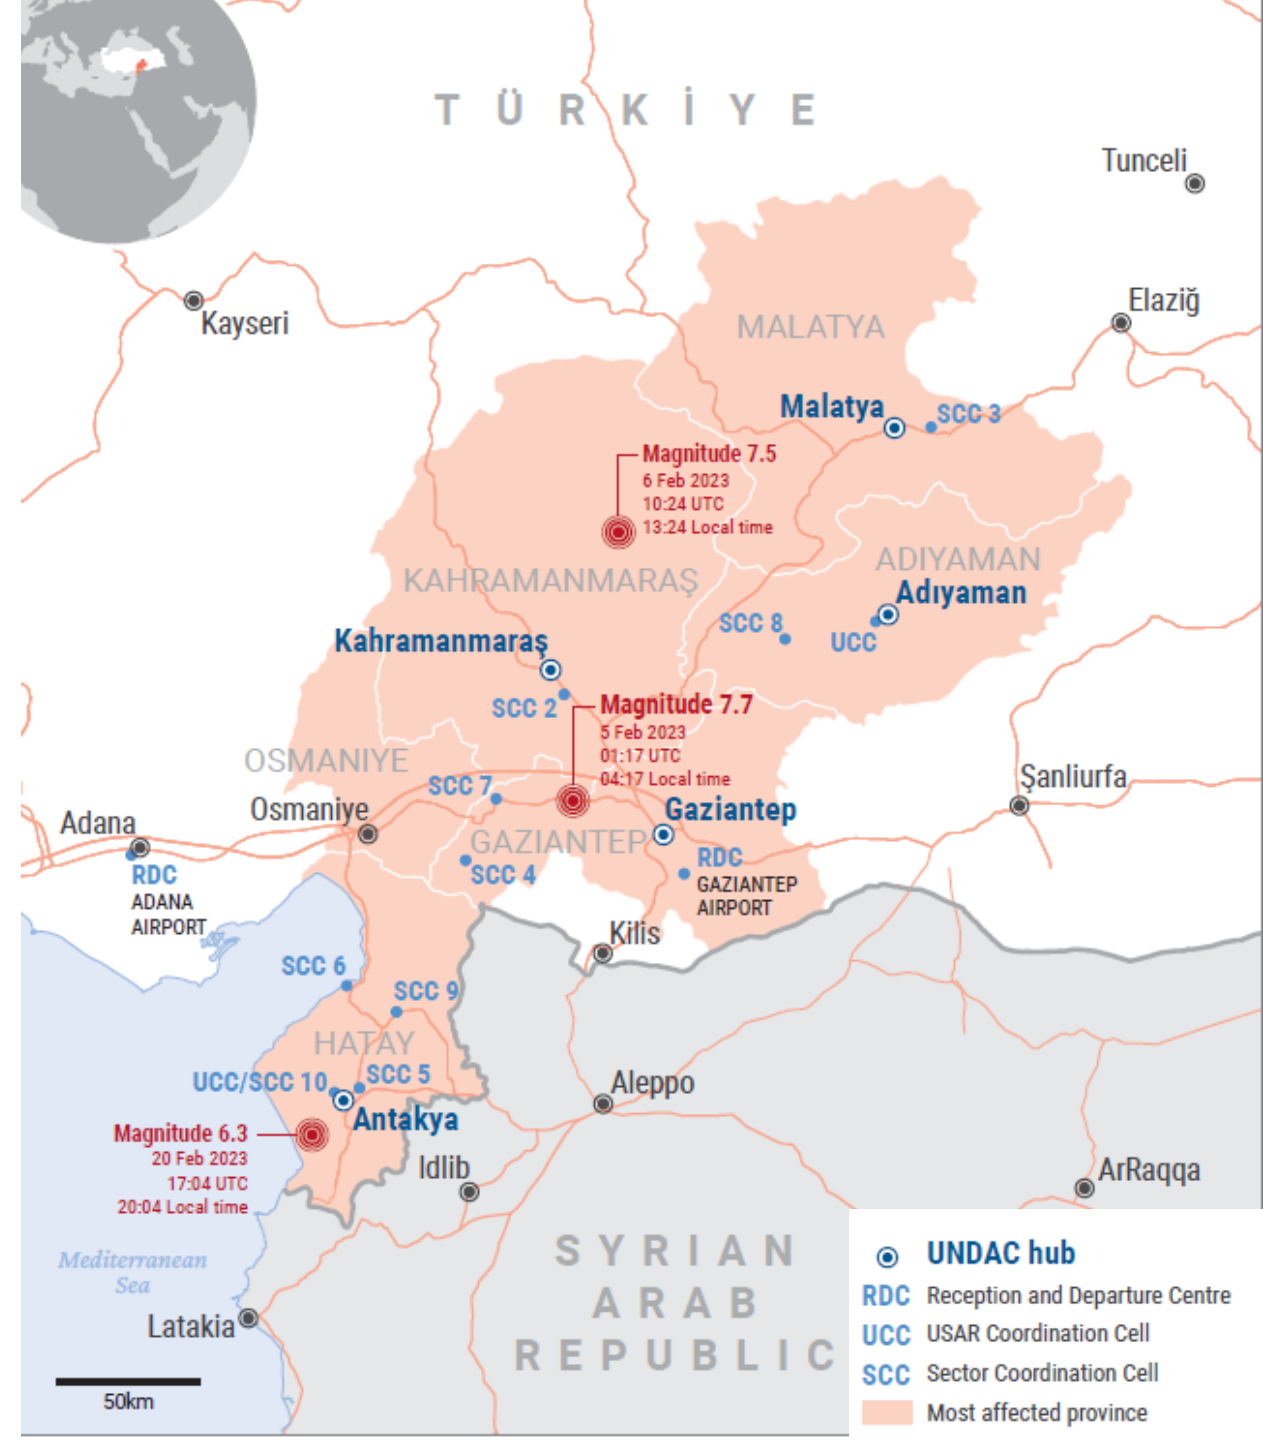 TÜRKİYE
Tunceli
Elaziğ
Kayseri
MALATYA
Malatya
SCC 3
Magnitude 7.5
6 Feb 2023
10:24 UTC
13:24 Local time
KAHRAMANMARAŞ
ADIYAMAN
Adıyaman
SCC 8
UCC
Kahramanmaraş
SCC 2
Magnitude 7.7
5 Feb 2023
01:17 UTC
04:17 Local time
OSMANIYE
SCC 7
Şanliurfa
Osmaniye
Adana
RDC
ADANA
AIRPORT
Gaziantep
GAZIANTEP
SCC 4
RDC
GAZIANTEP
AIRPORT
Kilis
SCC 6
SCC 9
HATAY
SCC 5
UCC/SCC 10
Antakya
Aleppo
Magnitude 6.3
20 Feb 2023
17:04 UTC
20:04 Local time
Idlib
ArRaqqa
Mediterranean
Sea
SYRIAN
ARAB
REPUBLIC
Latakia
50km
UNDAC hub
RDC Reception and Departure Centre
UCC USAR Coordination Cell
SCC Sector Coordination Cell
Most affected province